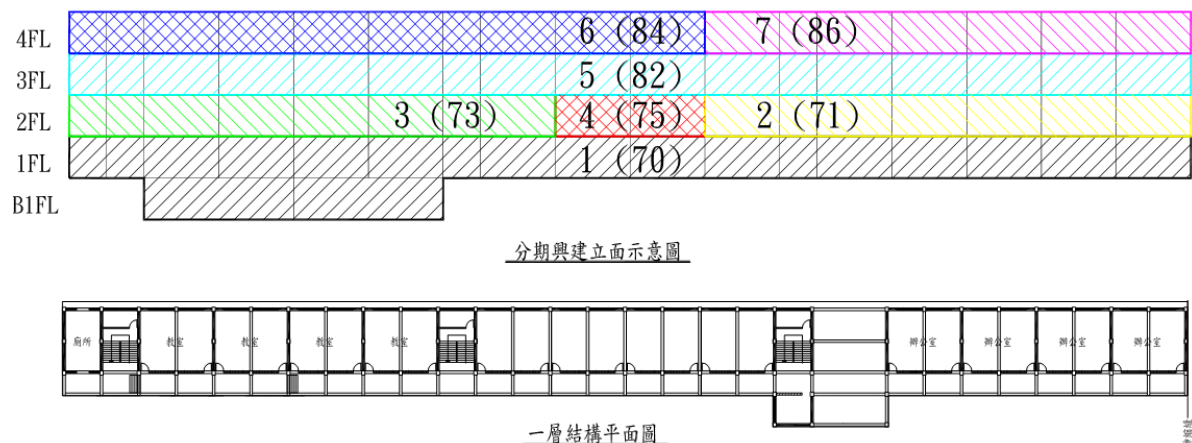 4FL 6 (84) 7 (86)
3FL 5 (82)
2FL 3 (73) 4 (75) 2 (71)
1FL 1 (70)
B1FL
分期興建立面示意圖
廁所 教室 教室 教室 教室 辦公室 辦公室 辦公室 辦公室
一層結構平面圖